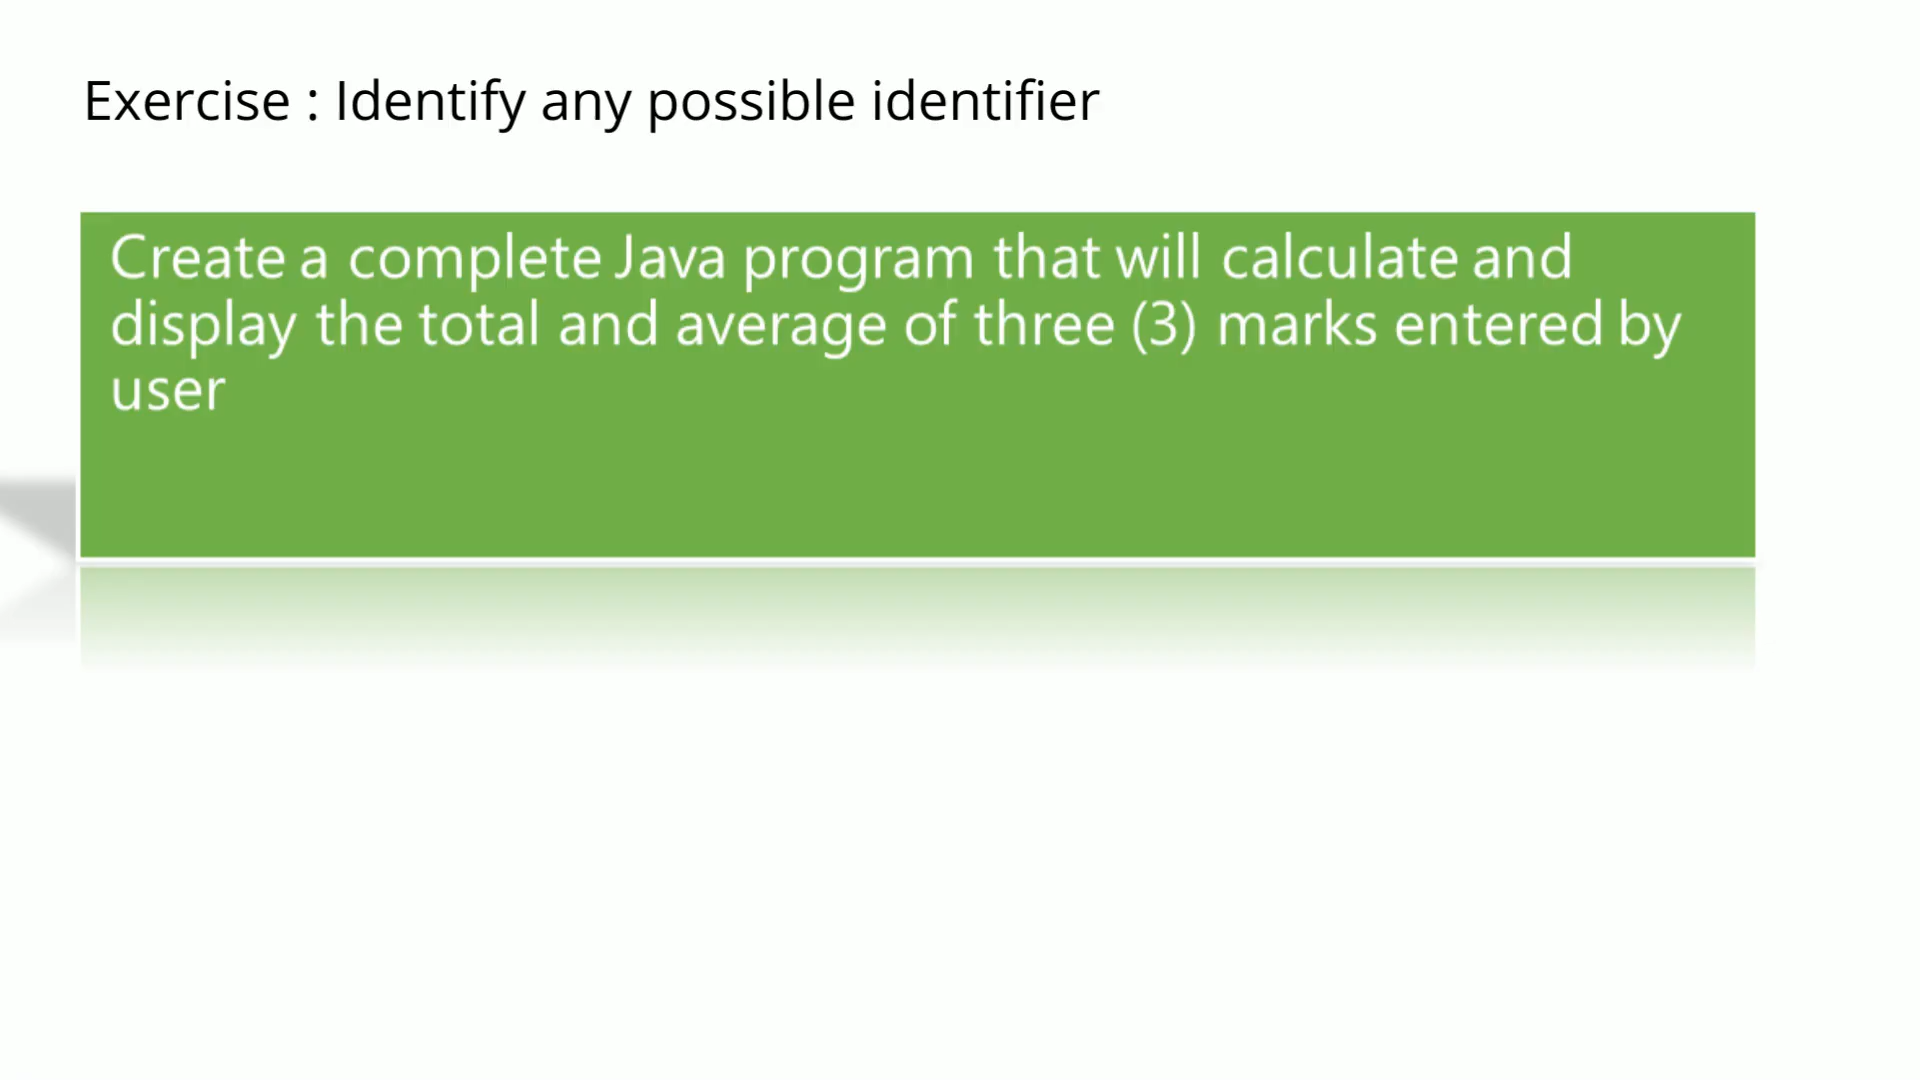 Exercise : Identify any possible identifier
Create a complete Java program that will calculate and
display the total and average of three (3) marks entered by
user